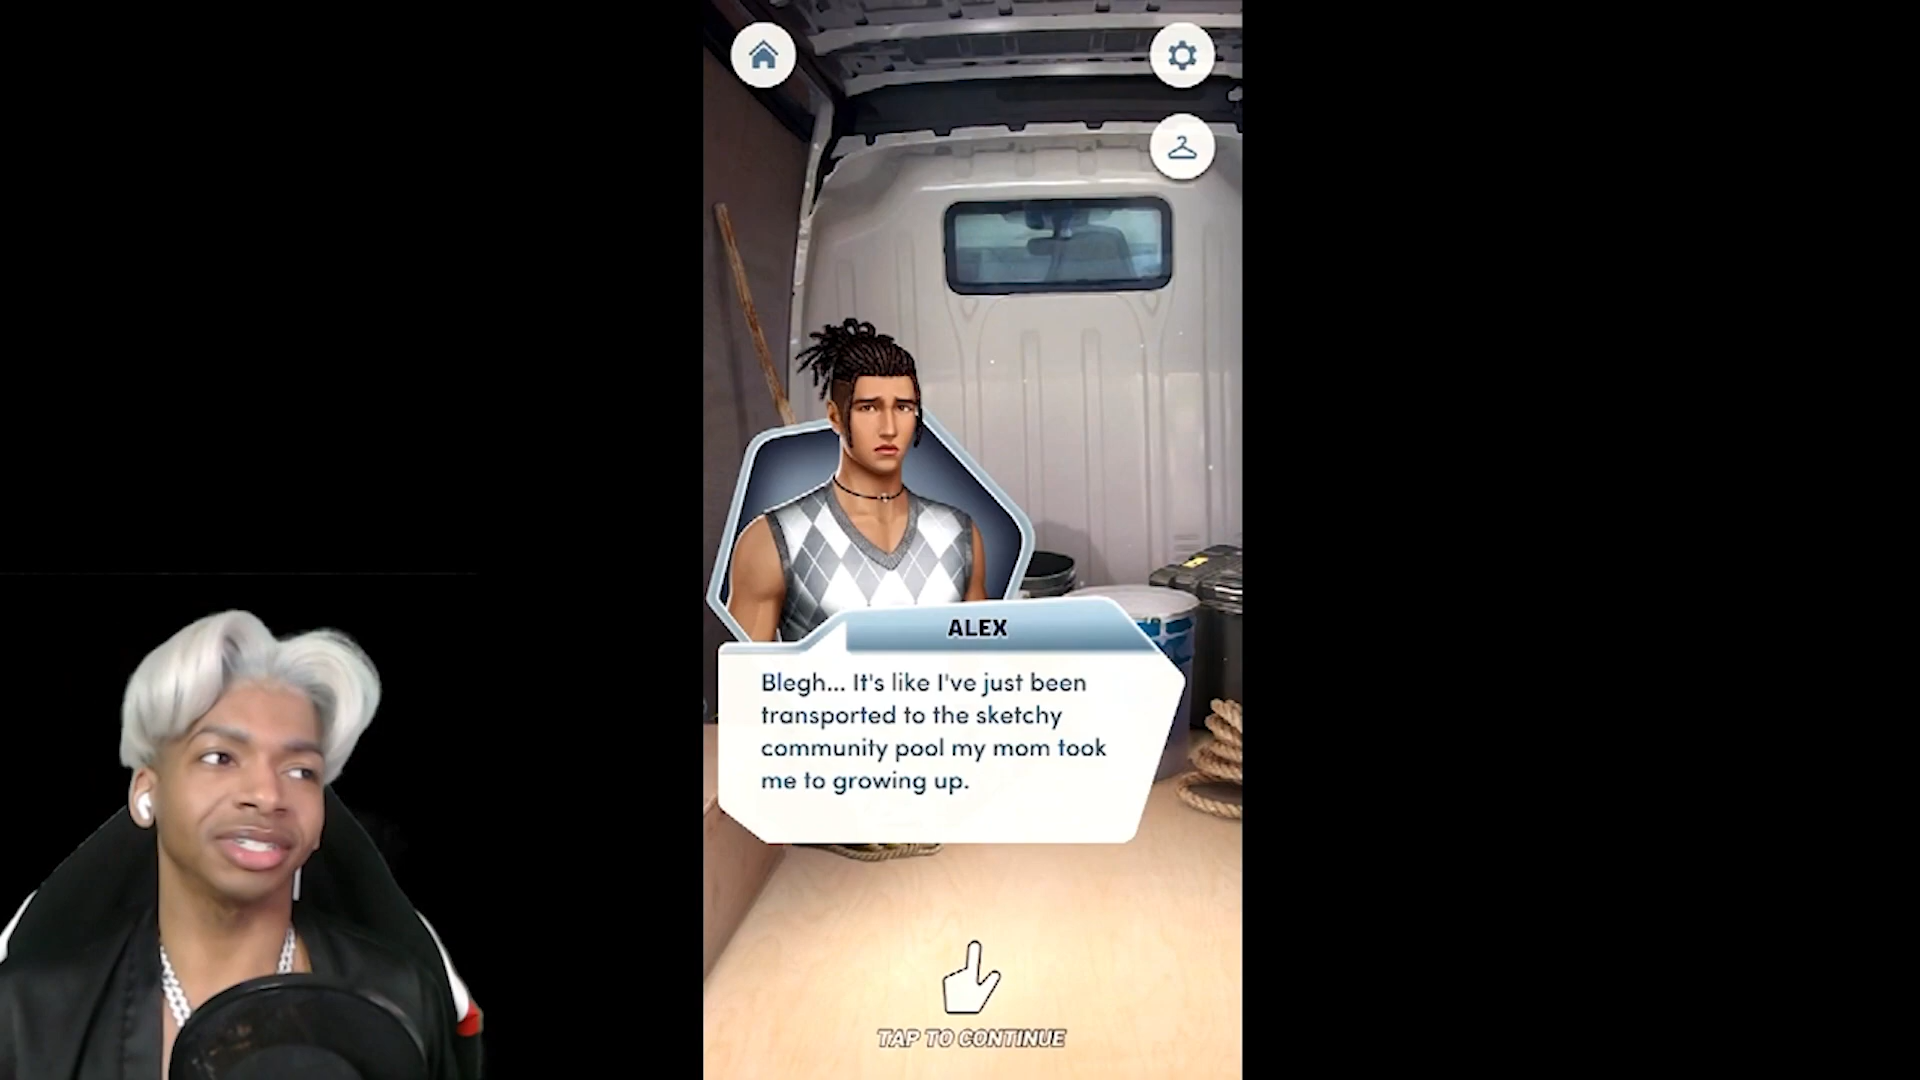 ALEX
Blegh... It's like I've just been
transported to the sketchy
community pool my mom took
me to growing up.
TAP TO CONTINUE